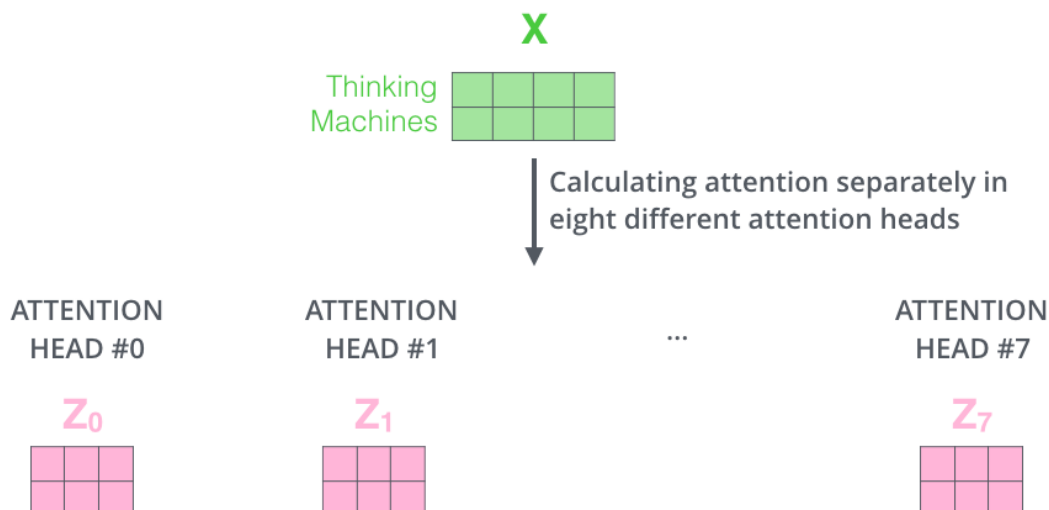 X
Thinking
Machines
Calculating attention separately in
eight different attention heads
ATTENTION
HEAD #0
ATTENTION
HEAD #1
...
ATTENTION
HEAD #7
Z0
Z1
Z7